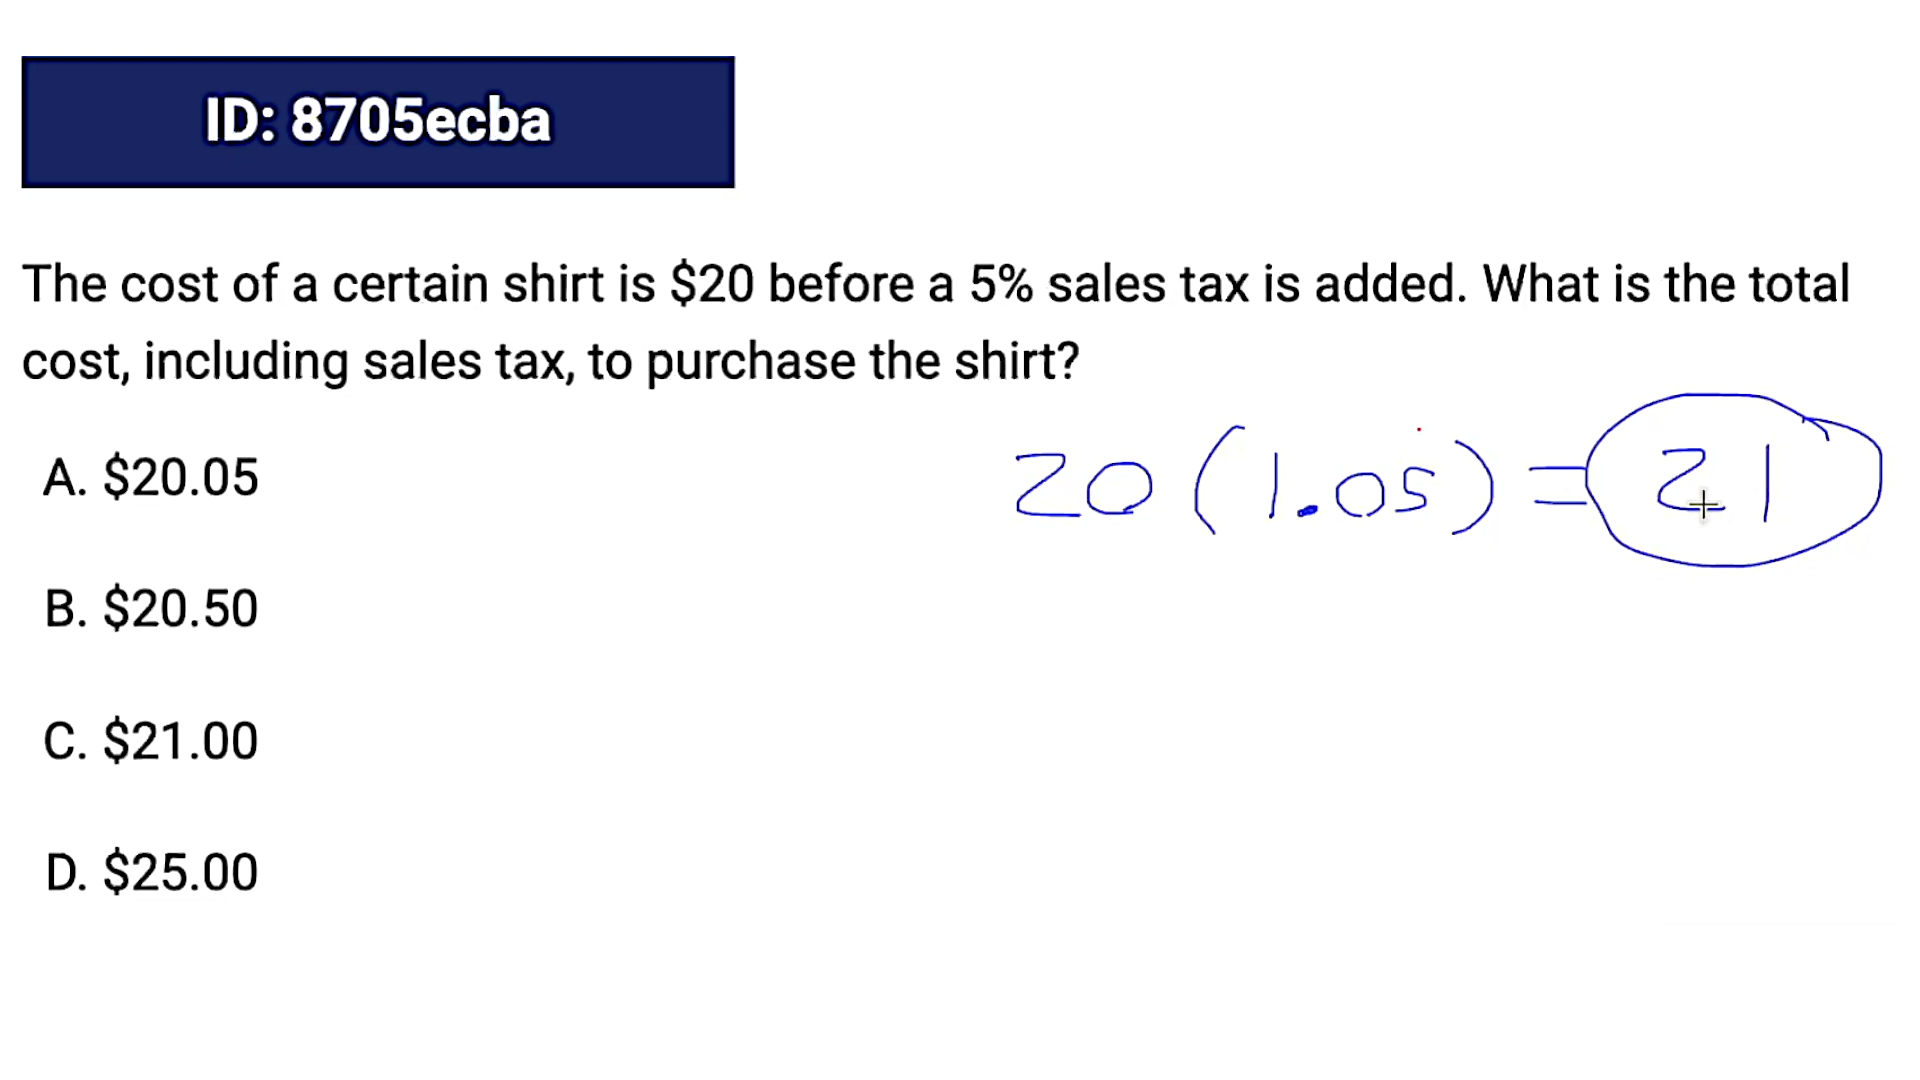 ID: 8705ecba
The cost of a certain shirt is $20 before a 5% sales tax is added. What is the total
cost, including sales tax, to purchase the shirt?
20 (1.05) = 21
A. $20.05
B. $20.50
C. $21.00
D. $25.00